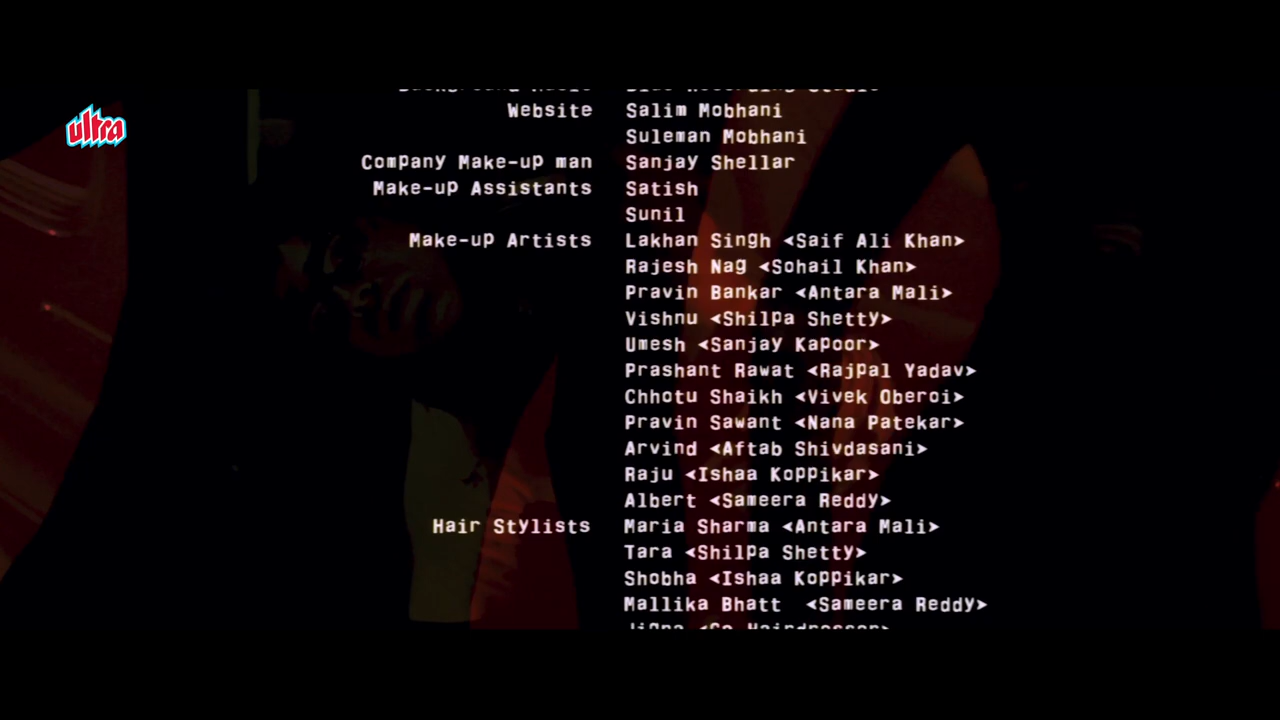 ultra
Website Salim Mobhani
Suleman Mobhani
Company Make-up man Sanjay Shellar
Make-up Assistants Satish
Sunil
Make-up Artists Lakhan Singh <Saif Ali Khan>
Rajesh Nag <Sohail Khan>
Pravin Bankar <Antara Mali>
Vishnu <Shilpa Shetty>
Umesh <Sanjay Kapoor>
Prashant Rawat <Rajpal Yadav>
Chhotu Shaikh <Vivek Oberoi>
Pravin Sawant <Nana Patekar>
Arvind <Aftab Shivdasani>
Raju <Ishaa Koppikar>
Albert <Sameera Reddy>
Hair Stylists Maria Sharma <Antara Mali>
Tara <Shilpa Shetty>
Shobha <Ishaa Koppikar>
Mallika Bhatt <Sameera Reddy>